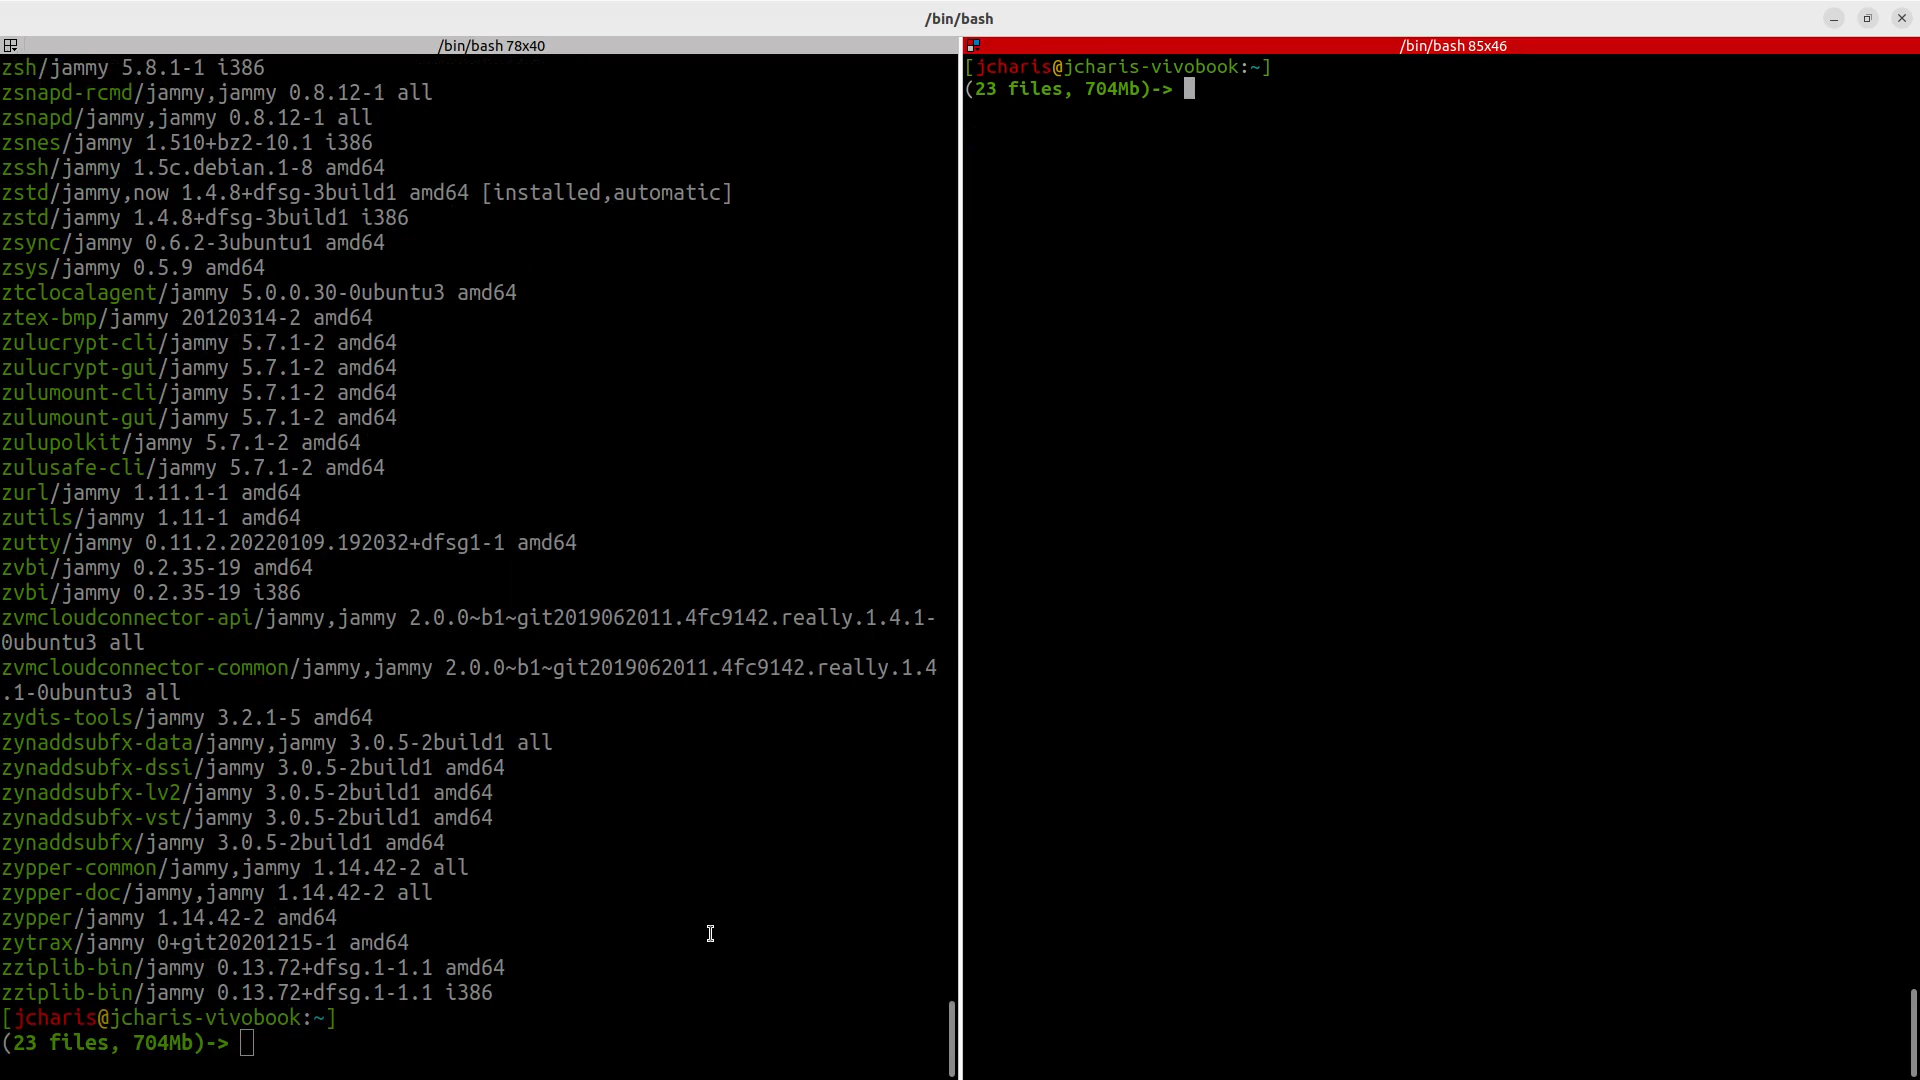 /bin/bash
/bin/bash 78x40
zsh/jammy 5.8.1-1 i386
zsnapd-rcmd/jammy,jammy 0.8.12-1 all
zsnapd/jammy,jammy 0.8.12-1 all
zsnes/jammy 1.510+bz2-10.1 i386
zssh/jammy 1.5c.debian.1-8 amd64
zstd/jammy,now 1.4.8+dfsg-3build1 amd64 [installed,automatic]
zstd/jammy 1.4.8+dfsg-3build1 i386
zsync/jammy 0.6.2-3ubuntu1 amd64
zsys/jammy 0.5.9 amd64
ztclocalagent/jammy 5.0.0.30-0ubuntu3 amd64
ztex-bmp/jammy 20120314-2 amd64
zulucrypt-cli/jammy 5.7.1-2 amd64
zulucrypt-gui/jammy 5.7.1-2 amd64
zulumount-cli/jammy 5.7.1-2 amd64
zulumount-gui/jammy 5.7.1-2 amd64
zulupolkit/jammy 5.7.1-2 amd64
zulusafe-cli/jammy 5.7.1-2 amd64
zurl/jammy 1.11.1-1 amd64
zutils/jammy 1.11-1 amd64
zutty/jammy 0.11.2.20220109.192032+dfsg1-1 amd64
zvbi/jammy 0.2.35-19 amd64
zvbi/jammy 0.2.35-19 i386
zvmcloudconnector-api/jammy,jammy 2.0.0~b1~git2019062011.4fc9142.really.1.4.1-
0ubuntu3 all
zvmcloudconnector-common/jammy,jammy 2.0.0~b1~git2019062011.4fc9142.really.1.4
.1-0ubuntu3 all
zydis-tools/jammy 3.2.1-5 amd64
zynaddsubfx-data/jammy,jammy 3.0.5-2build1 all
zynaddsubfx-dssi/jammy 3.0.5-2build1 amd64
zynaddsubfx-lv2/jammy 3.0.5-2build1 amd64
zynaddsubfx-vst/jammy 3.0.5-2build1 amd64
zynaddsubfx/jammy 3.0.5-2build1 amd64
zypper-common/jammy,jammy 1.14.42-2 all
zypper-doc/jammy,jammy 1.14.42-2 all
zypper/jammy 1.14.42-2 amd64
zytrax/jammy 0+git20201215-1 amd64
zziplib-bin/jammy 0.13.72+dfsg.1-1.1 amd64
zziplib-bin/jammy 0.13.72+dfsg.1-1.1 i386
[jcharis@jcharis-vivobook:~]
(23 files, 704Mb)->
/bin/bash 85x46
[jcharis@jcharis-vivobook:~]
(23 files, 704Mb)->